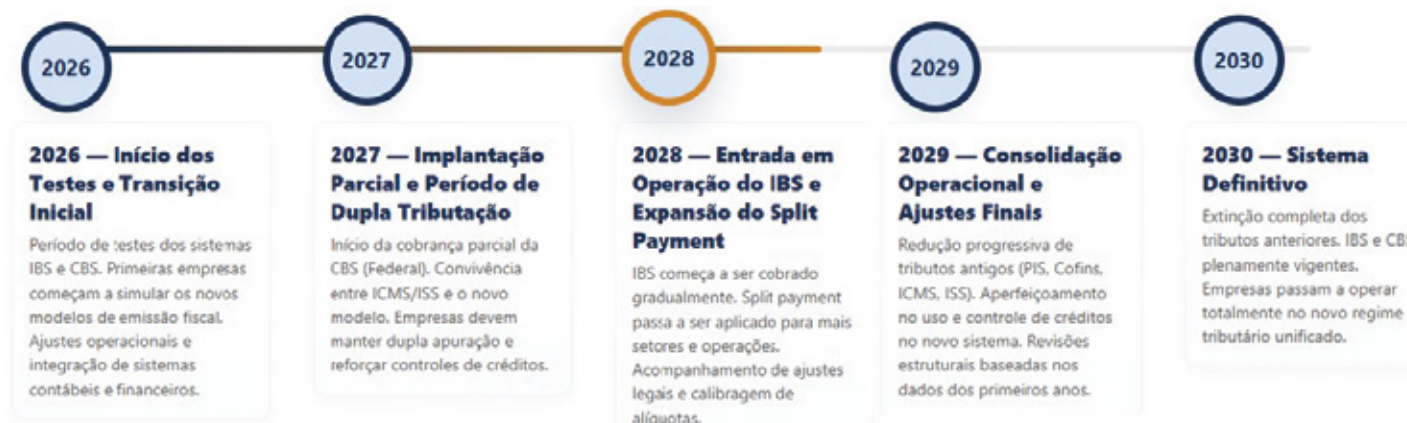 2026
2027
2028
2029
2030
2026 — Início dos
Testes e Transição
Inicial
Período de testes dos sistemas
IBS e CBS. Primeiras empresas
começam a simular os novos
modelos de emissão fiscal.
Ajustes operacionais e
integração de sistemas
contábeis e financeiros.
2027 — Implantação
Parcial e Período de
Dupla Tributação
Início da cobrança parcial da
CBS (Federal). Convivência
entre ICMS/ISS e o novo
modelo. Empresas devem
manter dupla apuração e
reforçar controles de créditos.
2028 — Entrada em
Operação do IBS e
Expansão do Split
Payment
IBS começa a ser cobrado
gradualmente. Split payment
passa a ser aplicado para mais
setores e operações.
Acompanhamento de ajustes
legais e calibragem de
alíquotas.
2029 — Consolidação
Operacional e
Ajustes Finais
Redução progressiva de
tributos antigos (PIS, Cofins,
ICMS, ISS). Aperfeiçoamento
no uso e controle de créditos
no novo sistema. Revisões
estruturais baseadas nos
dados dos primeiros anos.
2030 — Sistema
Definitivo
Extinção completa dos
tributos anteriores. IBS e CBS
plenamente vigentes.
Empresas passam a operar
totalmente no novo regime
tributário unificado.